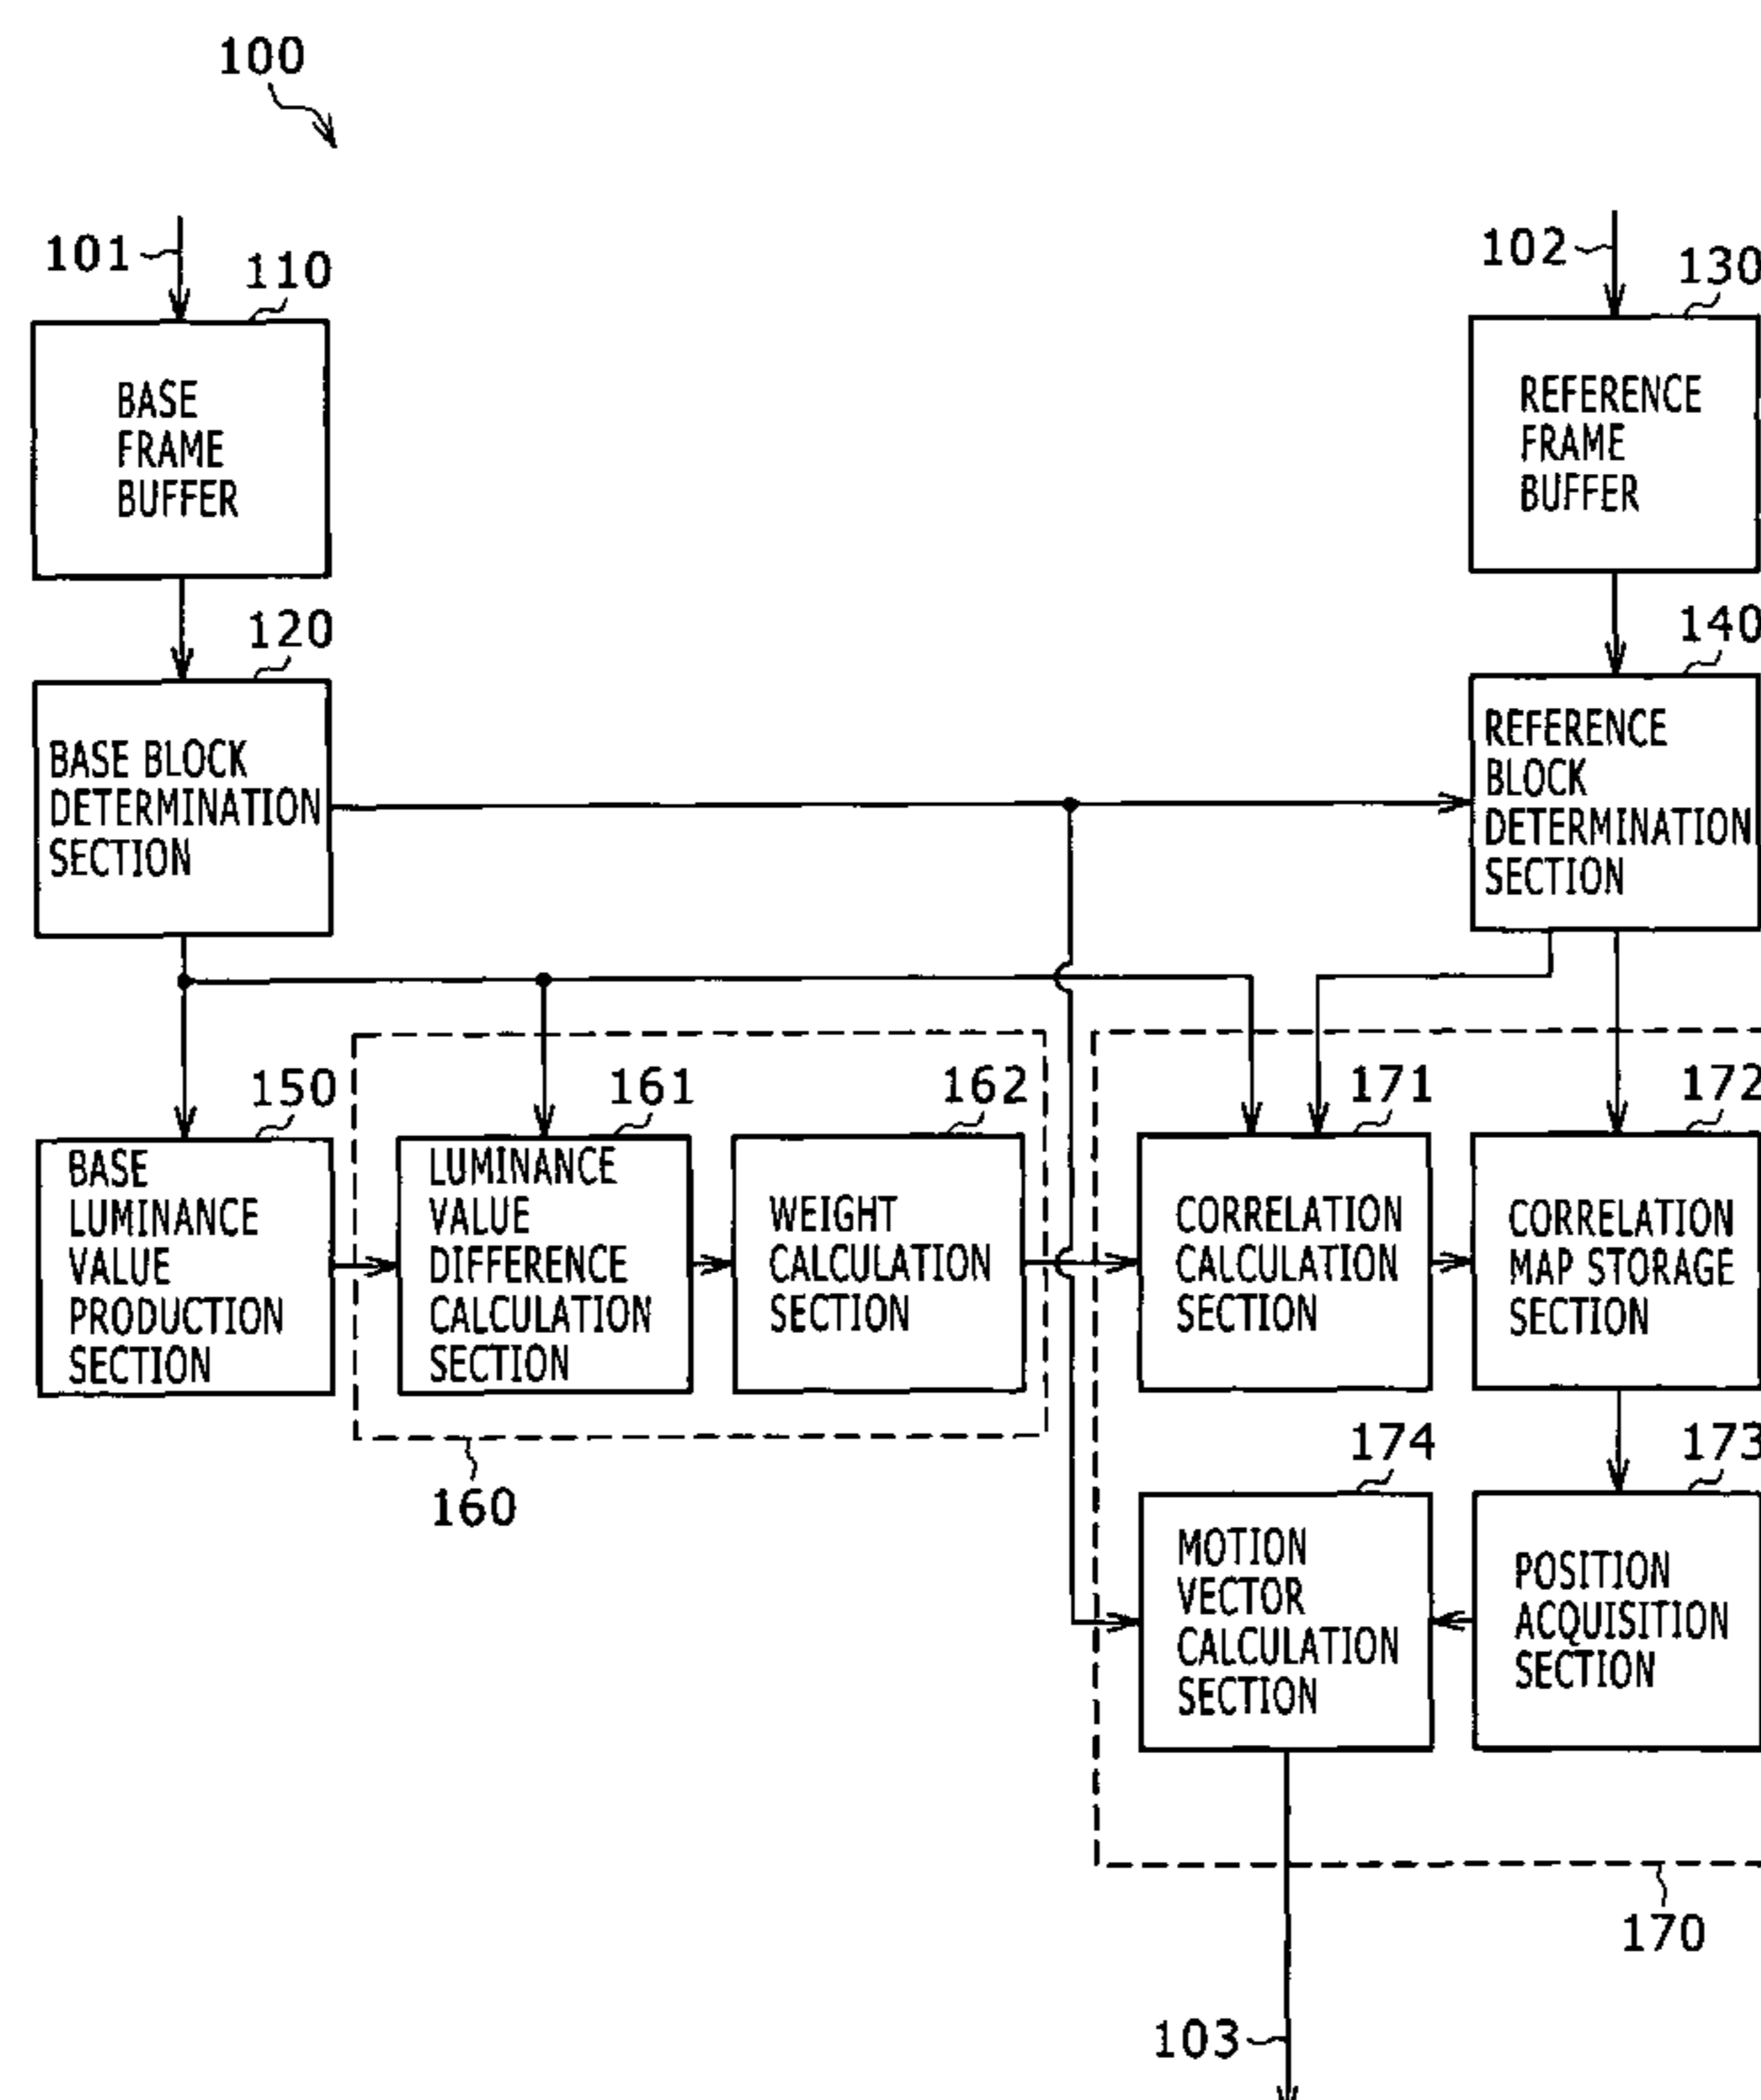 100
101
110
102
130
BASE
FRAME
BUFFER
REFERENCE
FRAME
BUFFER
120
140
BASE BLOCK
DETERMINATION
SECTION
REFERENCE
BLOCK
DETERMINATION
SECTION
150
161
162
171
172
BASE
LUMINANCE
VALUE
PRODUCTION
SECTION
LUMINANCE
VALUE
DIFFERENCE
CALCULATION
SECTION
WEIGHT
CALCULATION
SECTION
CORRELATION
CALCULATION
SECTION
CORRELATION
MAP STORAGE
SECTION
160
174
173
MOTION
VECTOR
CALCULATION
SECTION
POSITION
ACQUISITION
SECTION
170
103